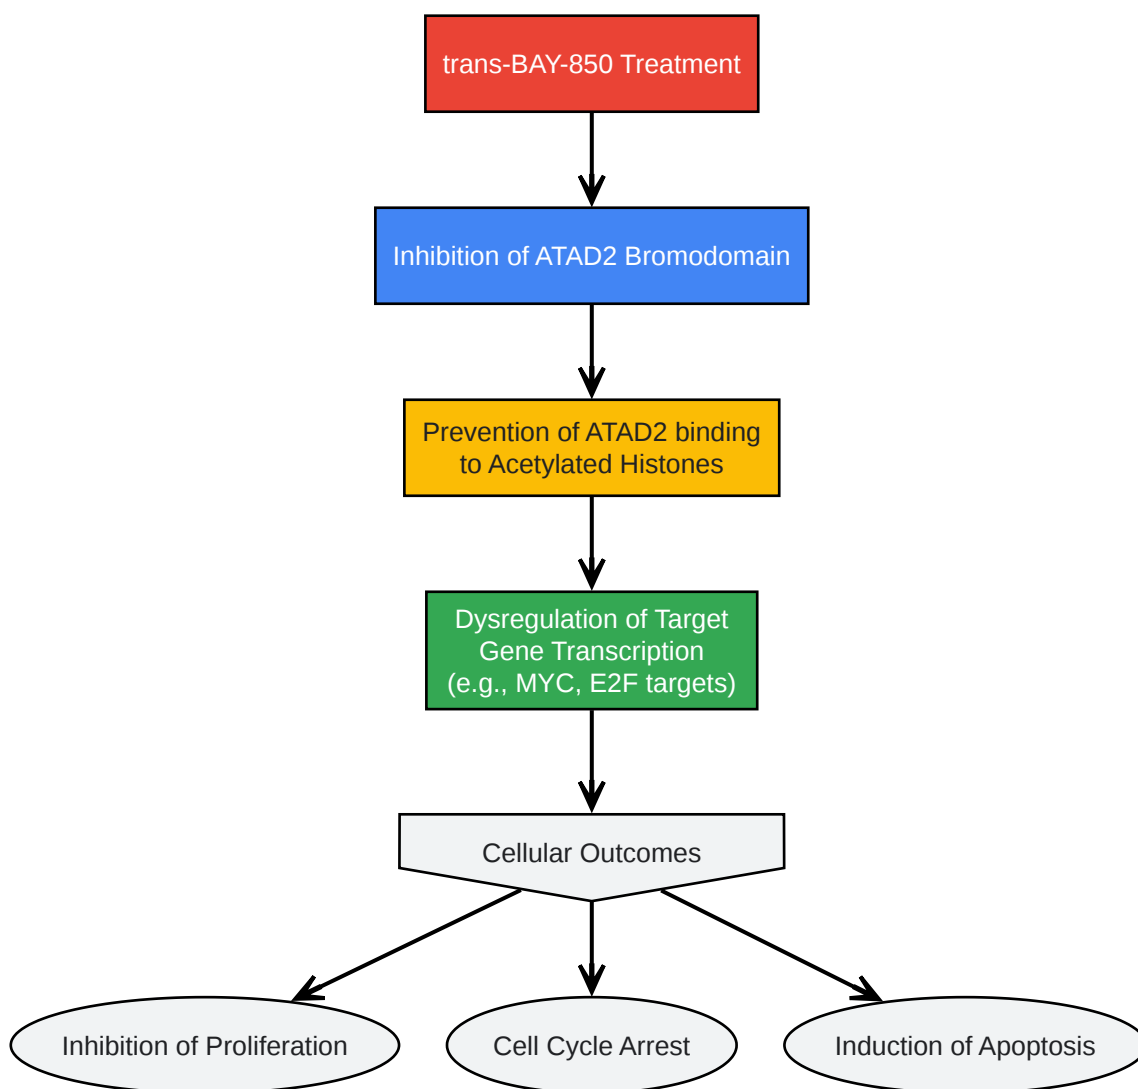 trans-BAY-850 Treatment
Inhibition of ATAD2 Bromodomain
Prevention of ATAD2 binding
to Acetylated Histones
Dysregulation of Target
Gene Transcription
(e.g., MYC, E2F targets)
Cellular Outcomes
Inhibition of Proliferation
Cell Cycle Arrest
Induction of Apoptosis